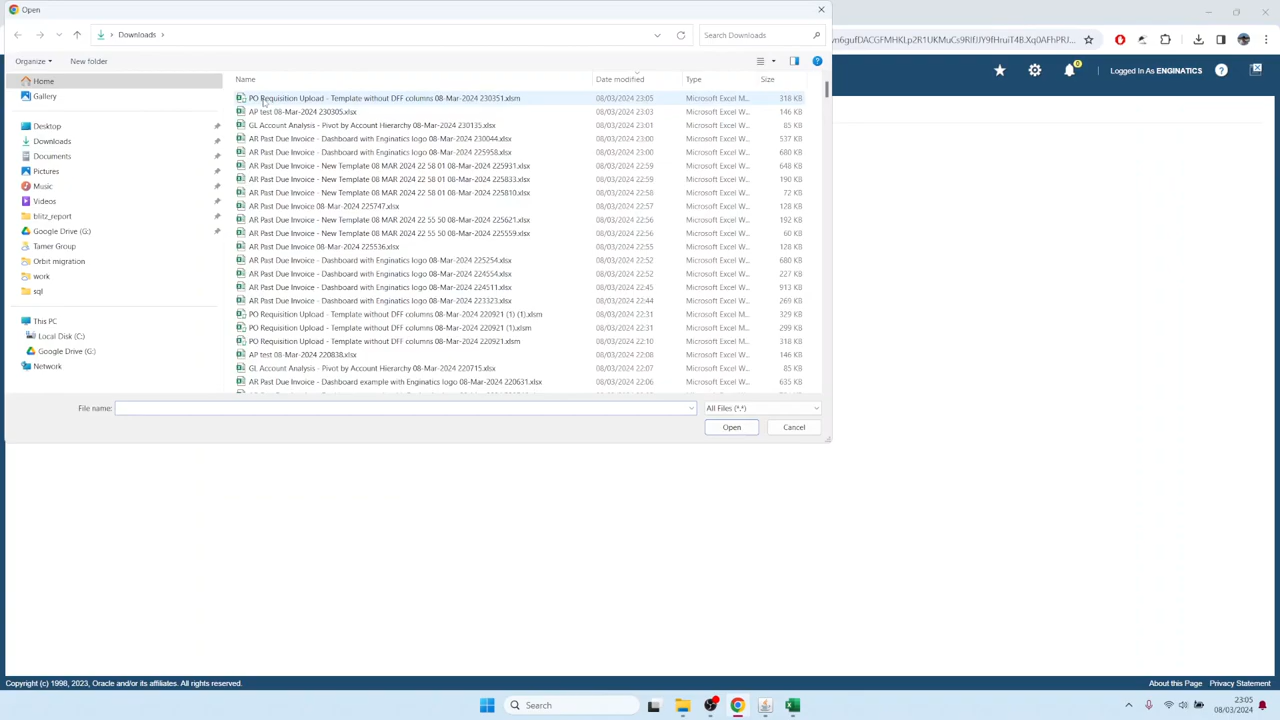 Open
Downloads
Search Downloads
yn6gufDACGFMHKLp2R1UKMuCs9RlfJJY9fHruiT4B.Xq0AFhPRJ...
Organize
New folder
Logged In As ENGINATICS
Name
Date modified
Type
Size
Home
Gallery
Desktop
Downloads
Documents
Pictures
Music
Videos
blitz_report
Google Drive (G:)
Tamer Group
Orbit migration
work
sql
This PC
Local Disk (C:)
Google Drive (G:)
Network
PO Requisition Upload - Template without DFF columns 08-Mar-2024 230351.xlsm 08/03/2024 23:05 Microsoft Excel M... 318 KB
AP test 08-Mar-2024 230305.xlsx 08/03/2024 23:03 Microsoft Excel W... 146 KB
GL Account Analysis - Pivot by Account Hierarchy 08-Mar-2024 230135.xlsx 08/03/2024 23:01 Microsoft Excel W... 85 KB
AR Past Due Invoice - Dashboard with Enginatics logo 08-Mar-2024 230044.xlsx 08/03/2024 23:00 Microsoft Excel W... 537 KB
AR Past Due Invoice - Dashboard with Enginatics logo 08-Mar-2024 225958.xlsx 08/03/2024 23:00 Microsoft Excel W... 680 KB
AR Past Due Invoice - New Template 08 MAR 2024 22 58 01 08-Mar-2024 225931.xlsx 08/03/2024 22:59 Microsoft Excel W... 648 KB
AR Past Due Invoice - New Template 08 MAR 2024 22 58 01 08-Mar-2024 225833.xlsx 08/03/2024 22:59 Microsoft Excel W... 190 KB
AR Past Due Invoice - New Template 08 MAR 2024 22 58 01 08-Mar-2024 225810.xlsx 08/03/2024 22:58 Microsoft Excel W... 72 KB
AR Past Due Invoice 08-Mar-2024 225747.xlsx 08/03/2024 22:57 Microsoft Excel W... 128 KB
AR Past Due Invoice - New Template 08 MAR 2024 22 55 50 08-Mar-2024 225621.xlsx 08/03/2024 22:56 Microsoft Excel W... 192 KB
AR Past Due Invoice - New Template 08 MAR 2024 22 55 50 08-Mar-2024 225559.xlsx 08/03/2024 22:56 Microsoft Excel W... 60 KB
AR Past Due Invoice 08-Mar-2024 225536.xlsx 08/03/2024 22:55 Microsoft Excel W... 128 KB
AR Past Due Invoice - Dashboard with Enginatics logo 08-Mar-2024 225254.xlsx 08/03/2024 22:52 Microsoft Excel W... 680 KB
AR Past Due Invoice - Dashboard with Enginatics logo 08-Mar-2024 224554.xlsx 08/03/2024 22:52 Microsoft Excel W... 227 KB
AR Past Due Invoice - Dashboard with Enginatics logo 08-Mar-2024 224511.xlsx 08/03/2024 22:45 Microsoft Excel W... 913 KB
AR Past Due Invoice - Dashboard with Enginatics logo 08-Mar-2024 223323.xlsx 08/03/2024 22:44 Microsoft Excel W... 269 KB
PO Requisition Upload - Template without DFF columns 08-Mar-2024 220921 (1) (1).xlsm 08/03/2024 22:31 Microsoft Excel M... 329 KB
PO Requisition Upload - Template without DFF columns 08-Mar-2024 220921 (1).xlsm 08/03/2024 22:31 Microsoft Excel M... 299 KB
PO Requisition Upload - Template without DFF columns 08-Mar-2024 220921.xlsm 08/03/2024 22:10 Microsoft Excel M... 318 KB
AP test 08-Mar-2024 220838.xlsx 08/03/2024 22:08 Microsoft Excel W... 146 KB
GL Account Analysis - Pivot by Account Hierarchy 08-Mar-2024 220715.xlsx 08/03/2024 22:07 Microsoft Excel W... 85 KB
AR Past Due Invoice - Dashboard example with Enginatics logo 08-Mar-2024 220631.xlsx 08/03/2024 22:06 Microsoft Excel W... 635 KB
File name:
All Files (*.*)
Open
Cancel
Copyright (c) 1998, 2023, Oracle and/or its affiliates. All rights reserved.
About this Page
Privacy Statement
Search
23:05
08/03/2024